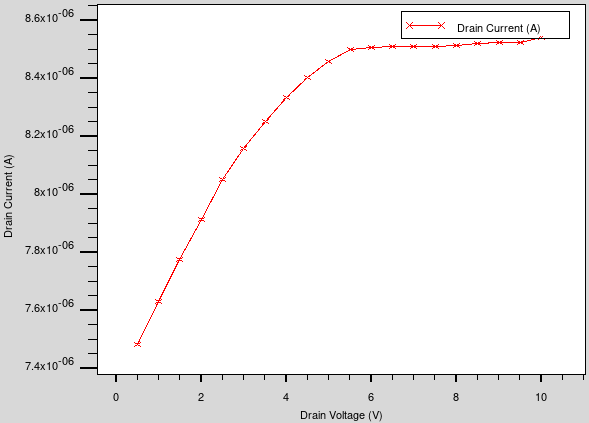 Drain Current (A)
8.6x10-06
8.4x10-06
8.2x10-06
8x10-06
7.8x10-06
7.6x10-06
7.4x10-06
Drain Current (A)
0 2 4 6 8 10
Drain Voltage (V)